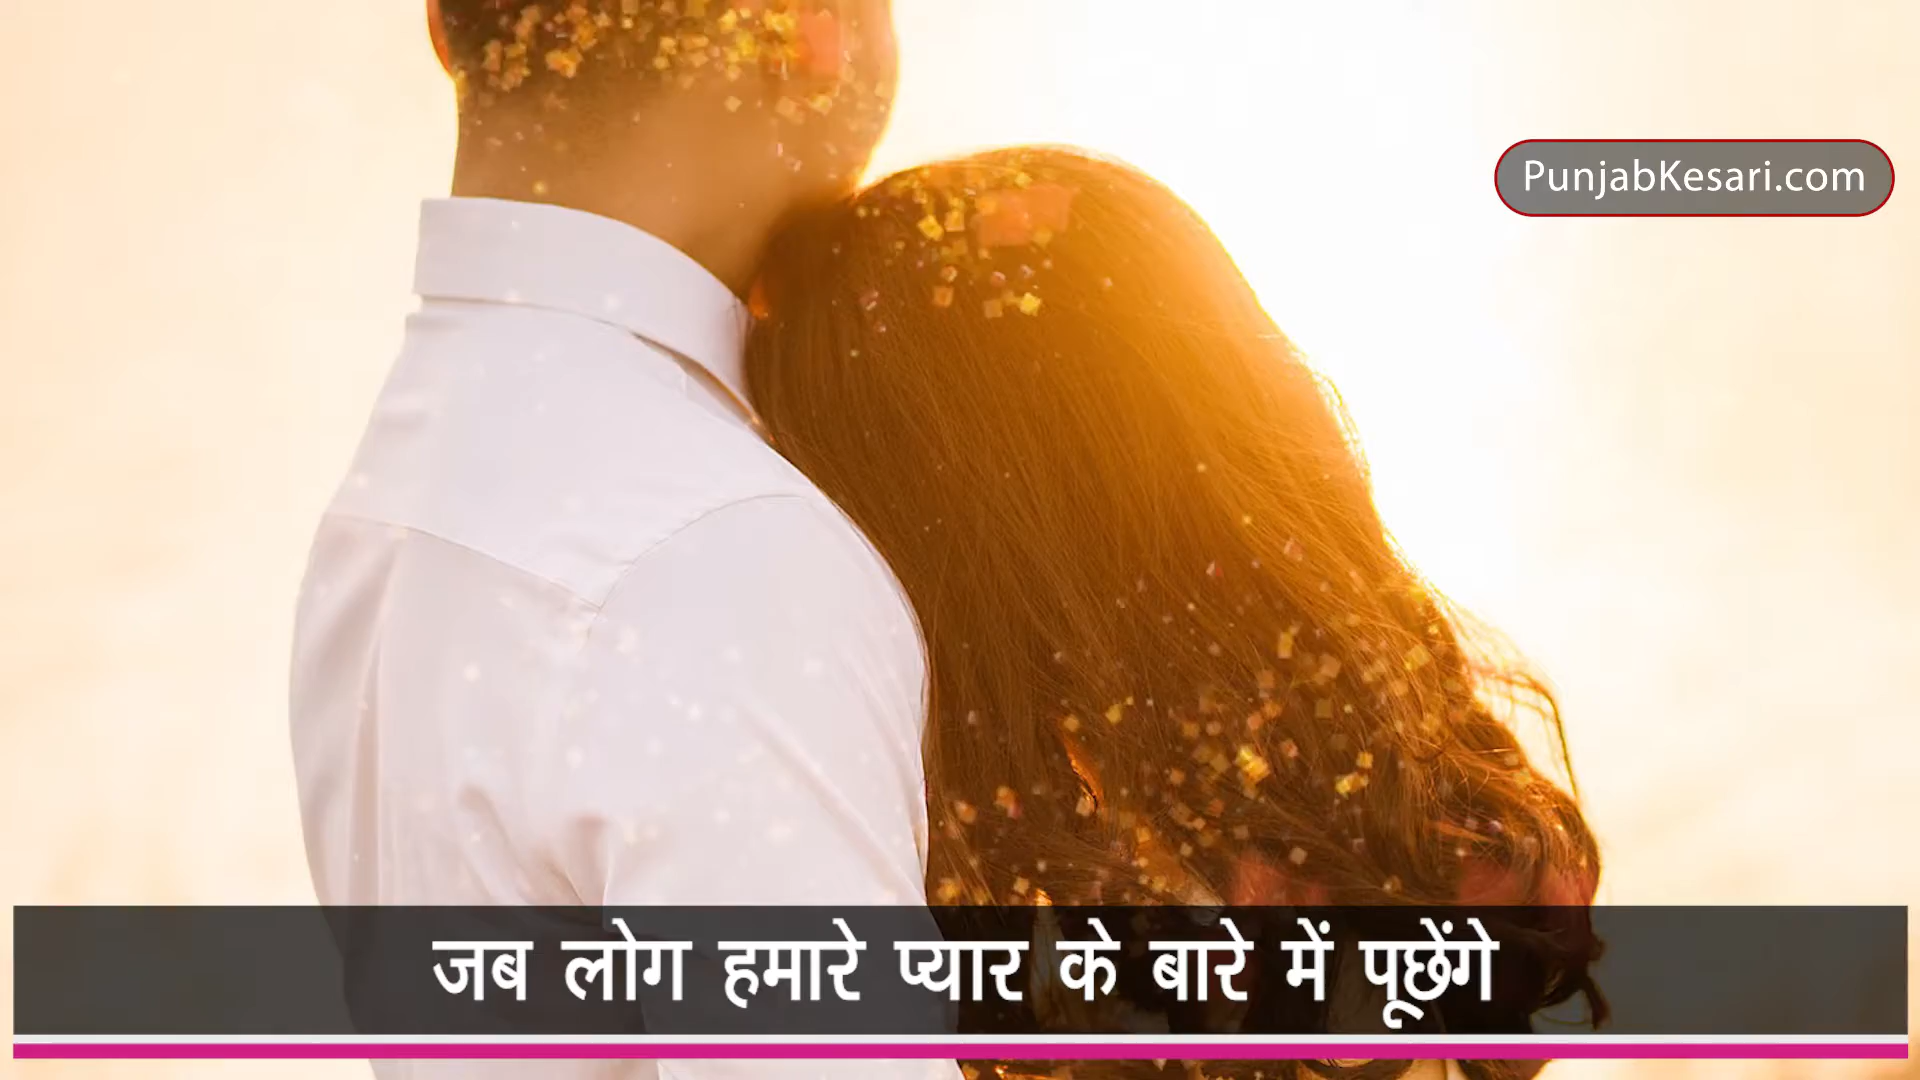 PunjabKesari.com
जब लोग हमारे प्यार के बारे में पूछेंगे